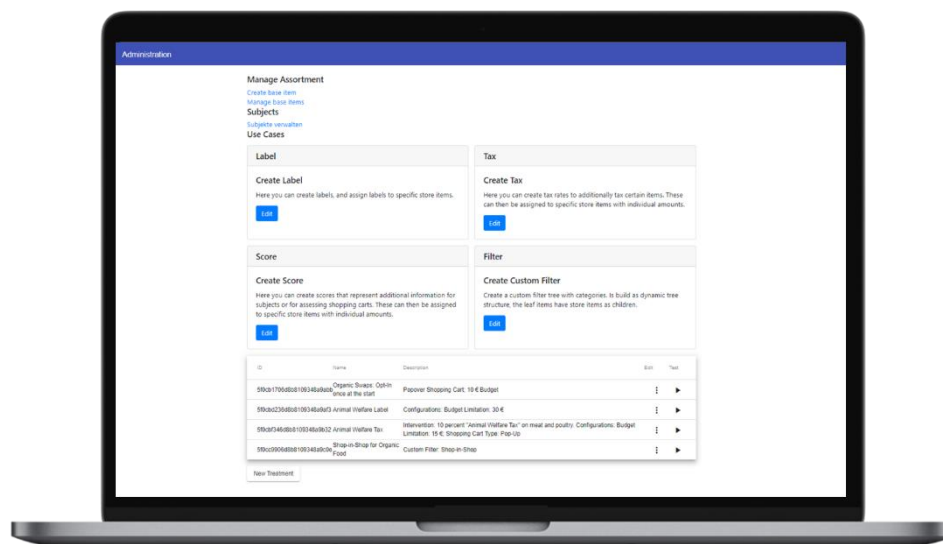 Administration
Manage Assortment
Create base item
Manage base items
Subjects
Subjekte verwalten
Use Cases
Label
Create Label
Here you can create labels, and assign labels to specific store items.
Edit
Tax
Create Tax
Here you can create tax rates to additionally tax certain items. These
can then be assigned to specific store items with individual amounts.
Edit
Score
Create Score
Here you can create scores that represent additional information for
subjects or for assessing shopping carts. These can then be assigned
to specific store items with individual amounts.
Edit
Filter
Create Custom Filter
Create a custom filter tree with categories. Is build as dynamic tree
structure, the leaf items have store items as children.
Edit
ID Name Description Edit Test
Organic Swaps: Opt-In
once at the start
Popover Shopping Cart, 10 € Budget
Animal Welfare Label Configurations: Budget Limitation: 30 €
Animal Welfare Tax
Intervention: 10 percent "Animal Welfare Tax" on meat and poultry. Configurations: Budget
Limitation: 15 €; Shopping Cart Type: Pop-Up
Shop-in-Shop for Organic
Food
Custom Filter: Shop-in-Shop
New Treatment